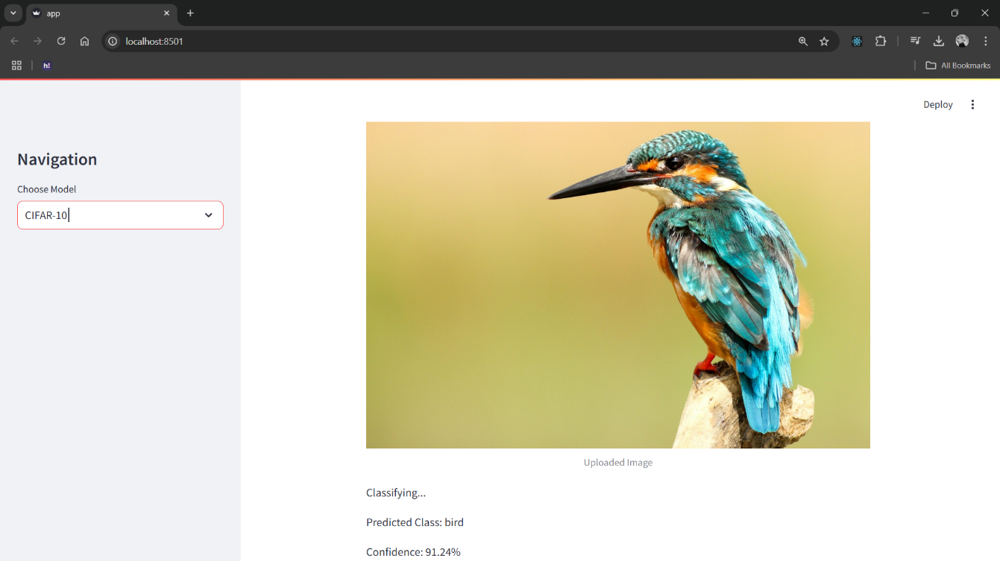 app
localhost:8501
h!
All Bookmarks
Deploy
Navigation
Choose Model
CIFAR-10
Uploaded Image
Classifying...
Predicted Class: bird
Confidence: 91.24%